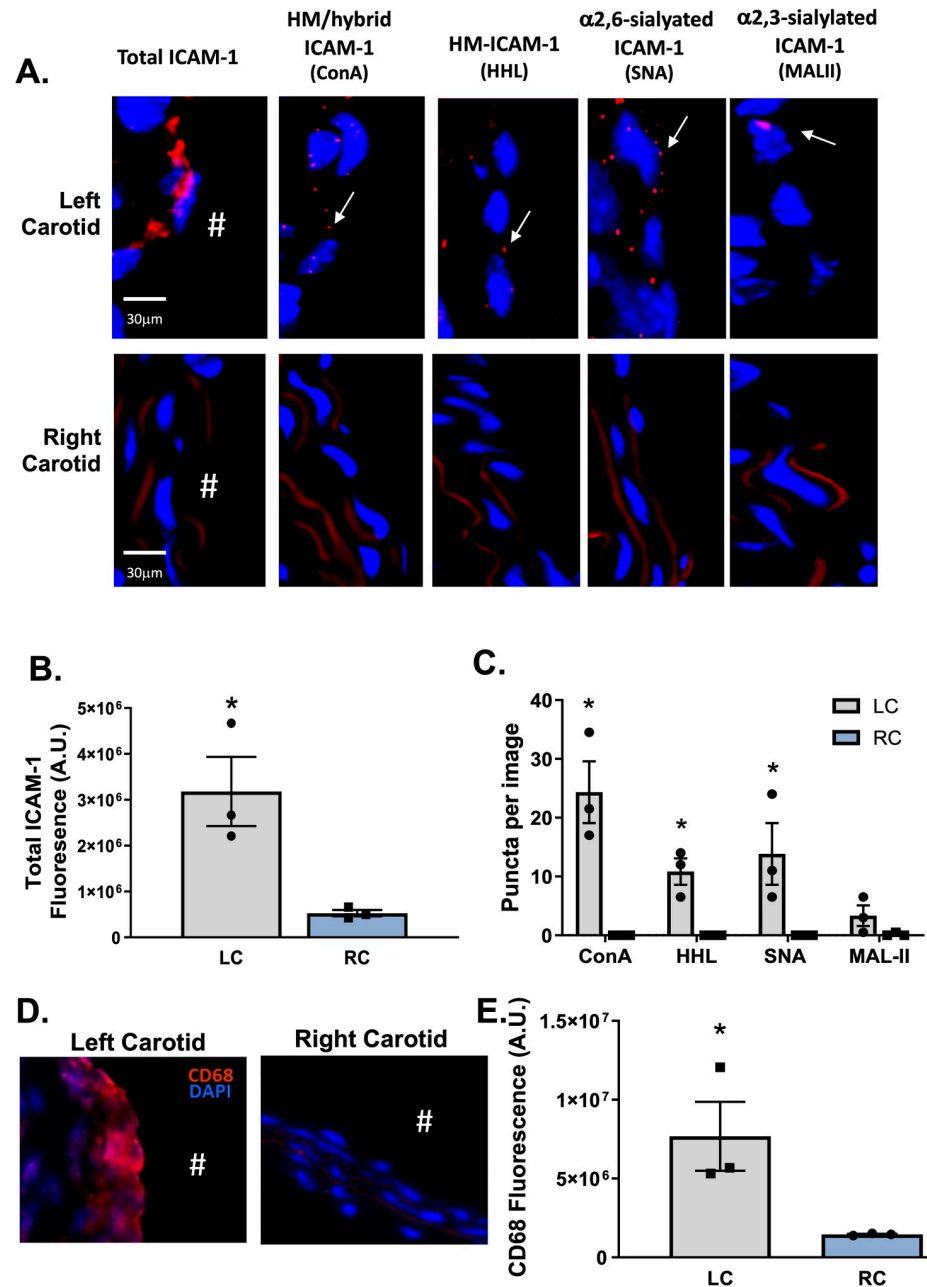 A.
Total ICAM-1
HM/hybrid
ICAM-1
(ConA)
HM-ICAM-1
(HHL)
α2,6-sialyated
ICAM-1
(SNA)
α2,3-sialylated
ICAM-1
(MALII)
Left
Carotid
#
30μm
Right
Carotid
#
30μm
B.
Total ICAM-1
Fluoresence (A.U.)
5×10⁶
4×10⁶
3×10⁶
2×10⁶
1×10⁶
0
*
LC
RC
C.
Puncta per image
40
30
20
10
0
*
*
*
LC
RC
ConA
HHL
SNA
MAL-II
D.
Left Carotid
CD68
DAPI
#
Right Carotid
#
E.
CD68 Fluorescence (A.U.)
1.5×10⁷
1×10⁷
5×10⁶
0
*
LC
RC